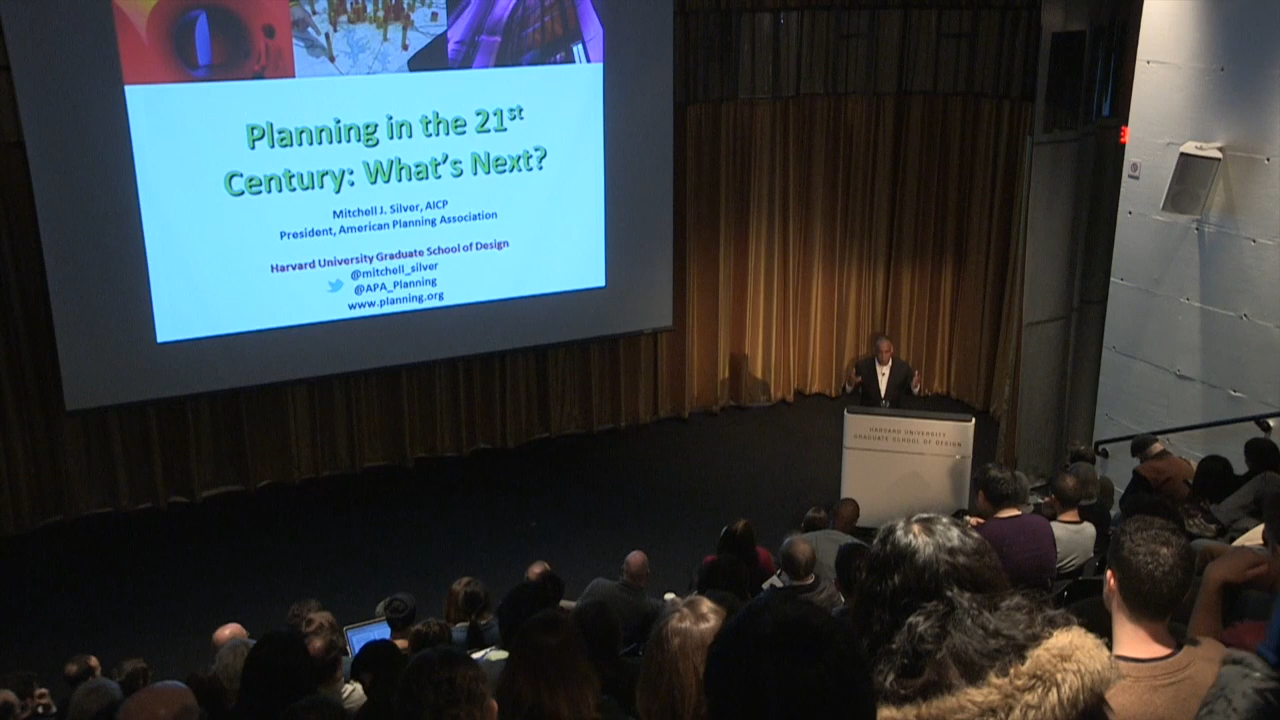 Planning in the 21st
Century: What's Next?
Mitchell J. Silver, AICP
President, American Planning Association
Harvard University Graduate School of Design
@mitchell_silver
@APA_Planning
www.planning.org
HARVARD UNIVERSITY
GRADUATE SCHOOL OF DESIGN